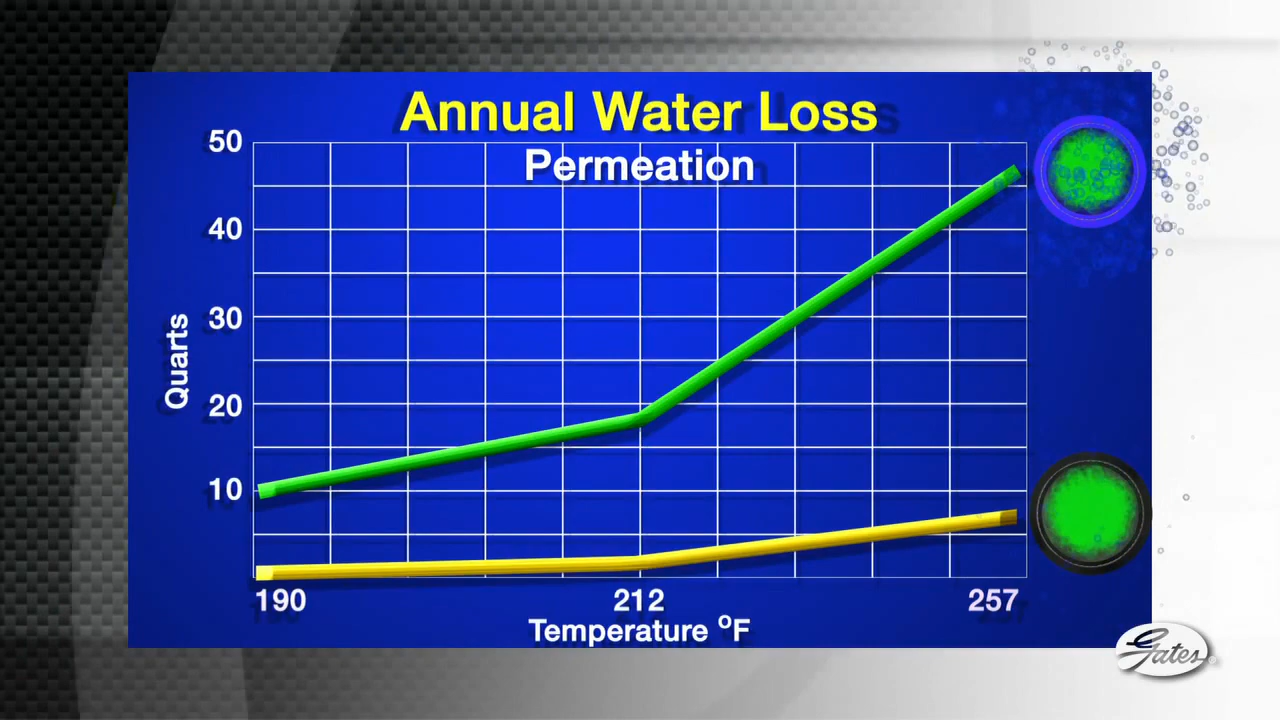 Annual Water Loss
Permeation
50
40
30
20
10
Quarts
190 212 257
Temperature °F
Gates®